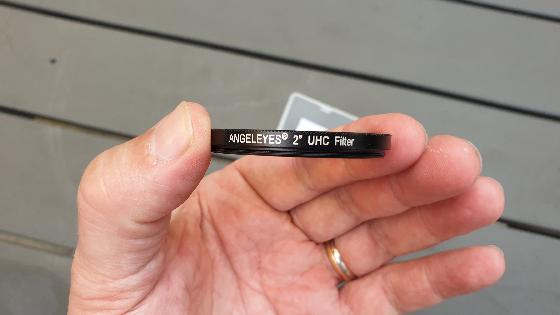 ANGELEYES® 2" UHC Filter